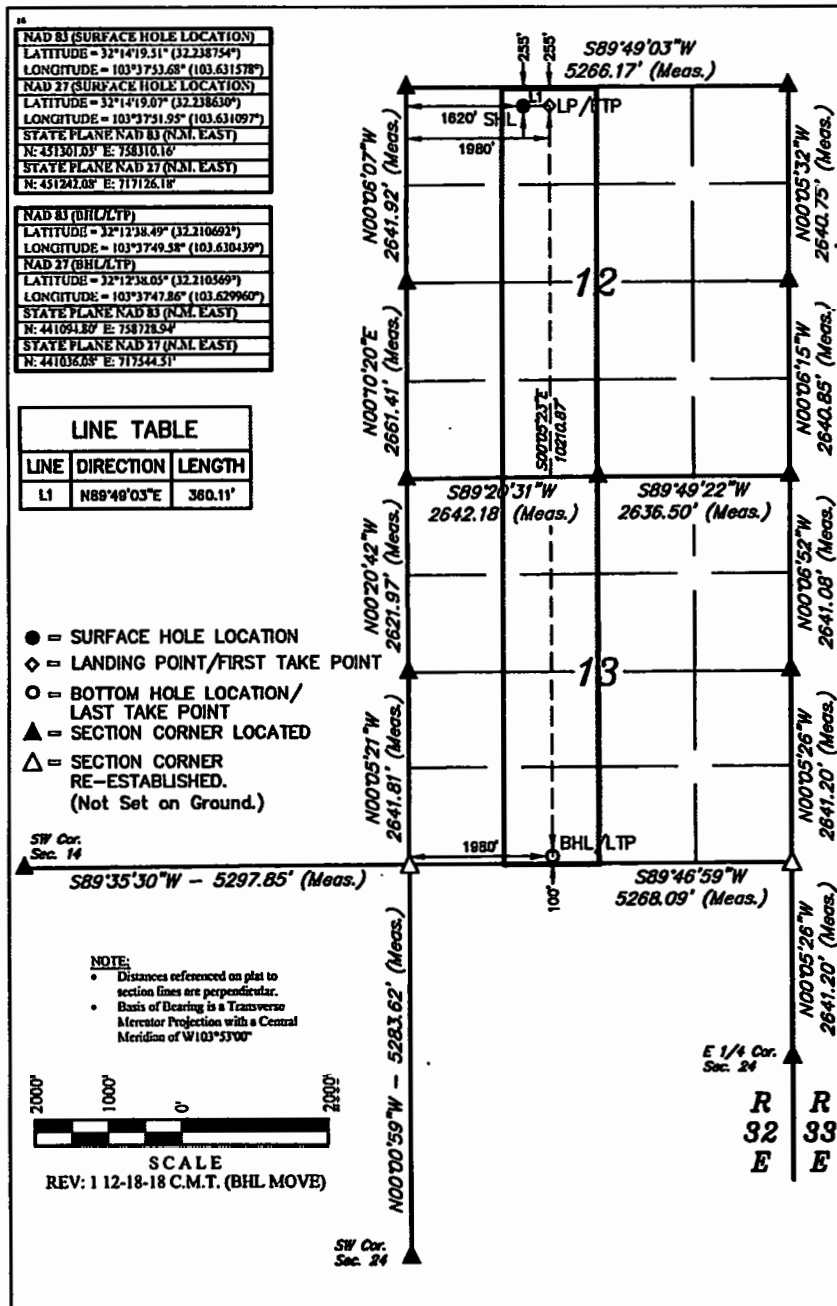 16
NAD 83 (SURFACE HOLE LOCATION)
LATITUDE = 32°14'19.51" (32.238754°)
LONGITUDE = 103°37'53.68" (103.631578°)
NAD 27 (SURFACE HOLE LOCATION)
LATITUDE = 32°14'19.07" (32.238630°)
LONGITUDE = 103°37'51.95" (103.631097°)
STATE PLANE NAD 83 (N.M. EAST)
N: 451301.05' E: 758310.16'
STATE PLANE NAD 27 (N.M. EAST)
N: 451242.08' E: 717126.18'
NAD 83 (BHL/LTP)
LATITUDE = 32°12'38.49" (32.210692°)
LONGITUDE = 103°37'49.58" (103.630439°)
NAD 27 (BHL/LTP)
LATITUDE = 32°12'38.05" (32.210569°)
LONGITUDE = 103°37'47.86" (103.629960°)
STATE PLANE NAD 83 (N.M. EAST)
N: 441094.80' E: 758728.94'
STATE PLANE NAD 27 (N.M. EAST)
N: 441036.08' E: 717544.51'
LINE TABLE
LINE DIRECTION LENGTH
L1 N89°49'03"E 360.11'
● = SURFACE HOLE LOCATION
◇ = LANDING POINT/FIRST TAKE POINT
○ = BOTTOM HOLE LOCATION/
LAST TAKE POINT
▲ = SECTION CORNER LOCATED
△ = SECTION CORNER
RE-ESTABLISHED.
(Not Set on Ground.)
255'
255'
S89°49'03"W
5266.17' (Meas.)
L1
1620'
SHL
LP/FTP
1980'
N00°06'07"W
2641.92' (Meas.)
N00°05'32"W
2640.75' (Meas.)
12
N00°10'20"E
2661.41' (Meas.)
S00°05'23"E
10210.87'
N00°06'15"W
2640.85' (Meas.)
S89°20'31"W
2642.18' (Meas.)
S89°49'22"W
2636.50' (Meas.)
N00°20'42"W
2621.97' (Meas.)
N00°06'52"W
2641.08' (Meas.)
13
N00°05'21"W
2641.81' (Meas.)
N00°05'26"W
2641.20' (Meas.)
1980'
BHL/LTP
SW Cor.
Sec. 14
S89°35'30"W – 5297.85' (Meas.)
100'
S89°46'59"W
5268.09' (Meas.)
N00°00'59"W – 5283.62' (Meas.)
N00°05'26"W
2641.20' (Meas.)
NOTE:
• Distances referenced on plat to
section lines are perpendicular.
• Basis of Bearing is a Transverse
Mercator Projection with a Central
Meridian of W103°53'00"
2000' 1000' 0' 2000'
SCALE
REV: 1 12-18-18 C.M.T. (BHL MOVE)
E 1/4 Cor.
Sec. 24
R R
32 33
E E
SW Cor.
Sec. 24